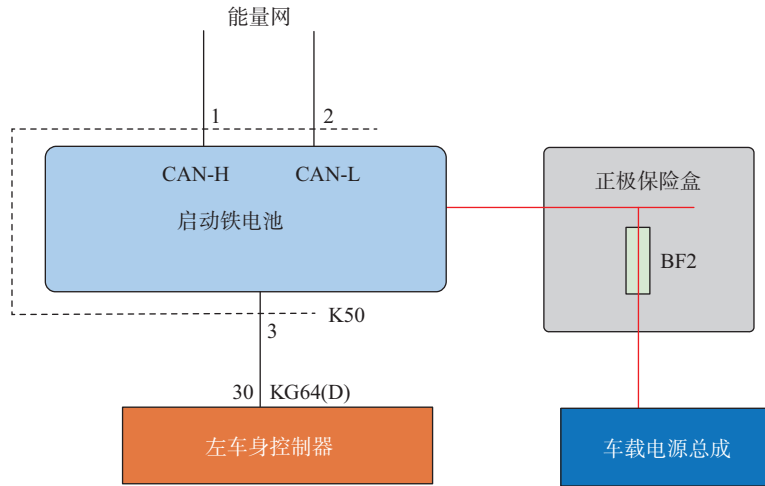 能量网
1
2
CAN-H
CAN-L
启动铁电池
正极保险盒
BF2
K50
3
30
KG64(D)
左车身控制器
车载电源总成